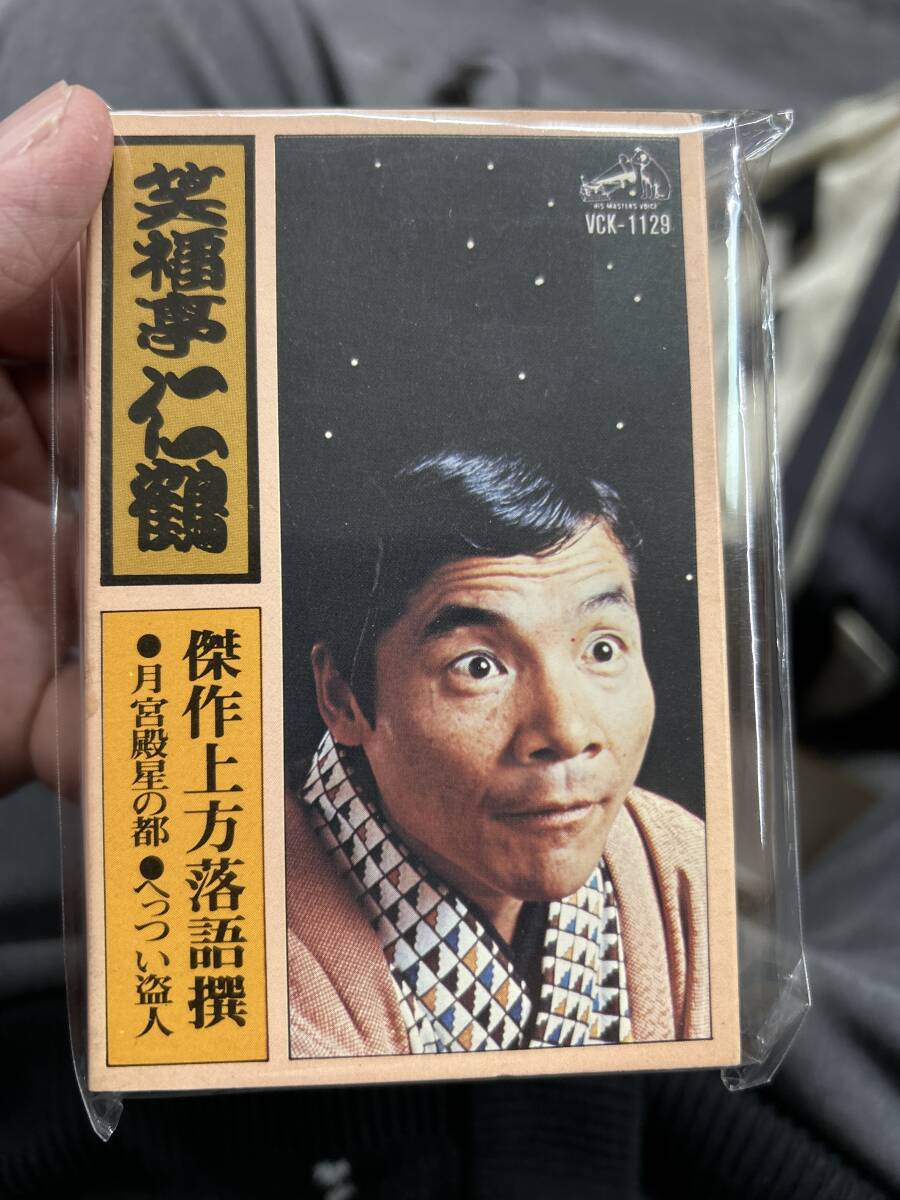 笑福亭仁鶴
傑作上方落語撰
●月宮殿星の都●へっつい盗人
HIS MASTER'S VOICE
VCK-1129